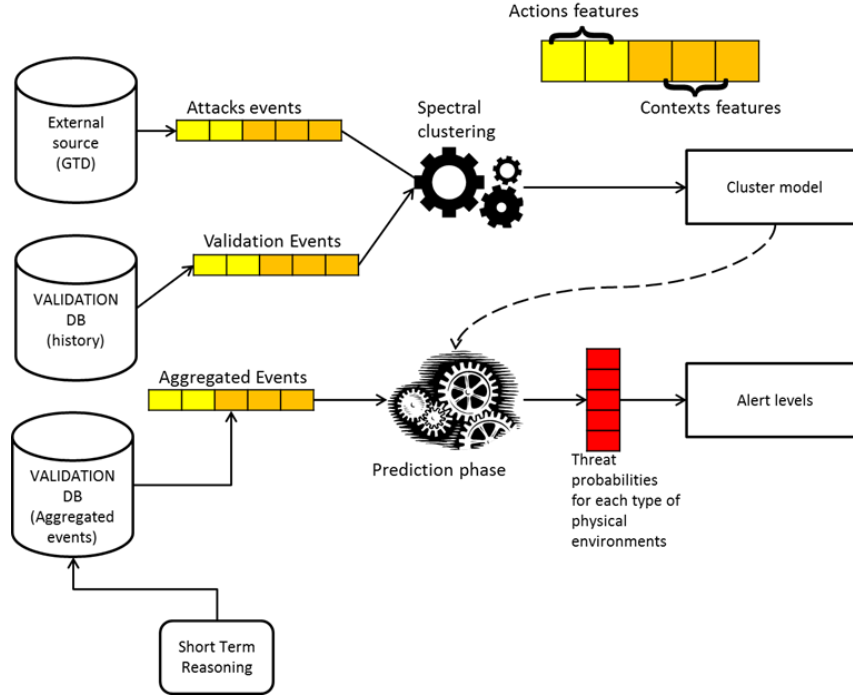 Actions features
Contexts features
External
source
(GTD)
Attacks events
Spectral
clustering
Cluster model
VALIDATION
DB
(history)
Validation Events
Aggregated Events
Prediction phase
Threat
probabilities
for each type of
physical
environments
Alert levels
VALIDATION
DB
(Aggregated
events)
Short Term
Reasoning